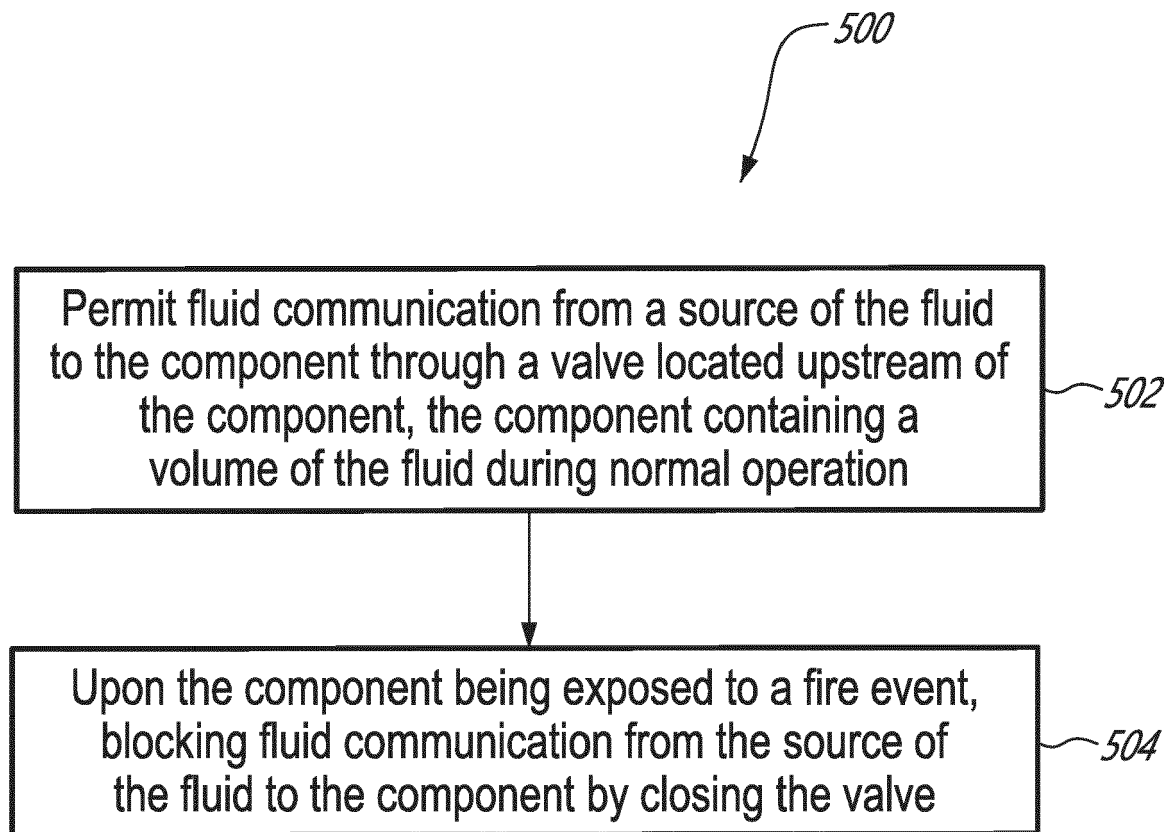 500
Permit fluid communication from a source of the fluid
to the component through a valve located upstream of
the component, the component containing a
volume of the fluid during normal operation
502
Upon the component being exposed to a fire event,
blocking fluid communication from the source of
the fluid to the component by closing the valve
504